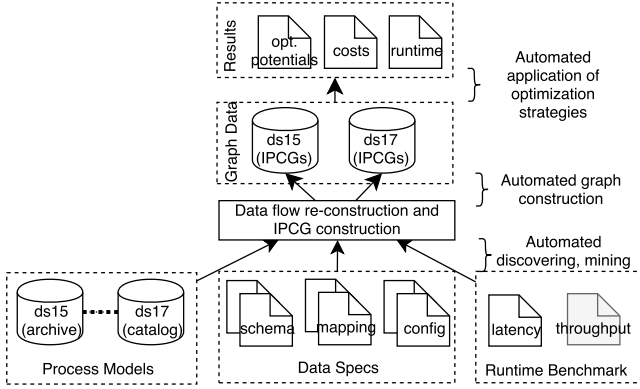 Results
opt.
potentials
costs
runtime
Automated
application of
optimization
strategies
Graph Data
ds15
(IPCGs)
ds17
(IPCGs)
Automated graph
construction
Data flow re-construction and
IPCG construction
Automated
discovering, mining
ds15
(archive)
ds17
(catalog)
Process Models
schema
mapping
config
Data Specs
latency
throughput
Runtime Benchmark